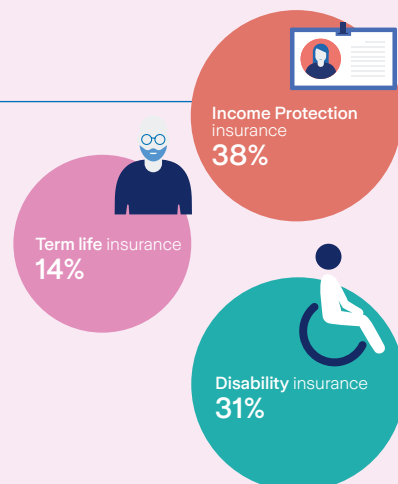 Income Protection
insurance
38%
Term life insurance
14%
Disability insurance
31%